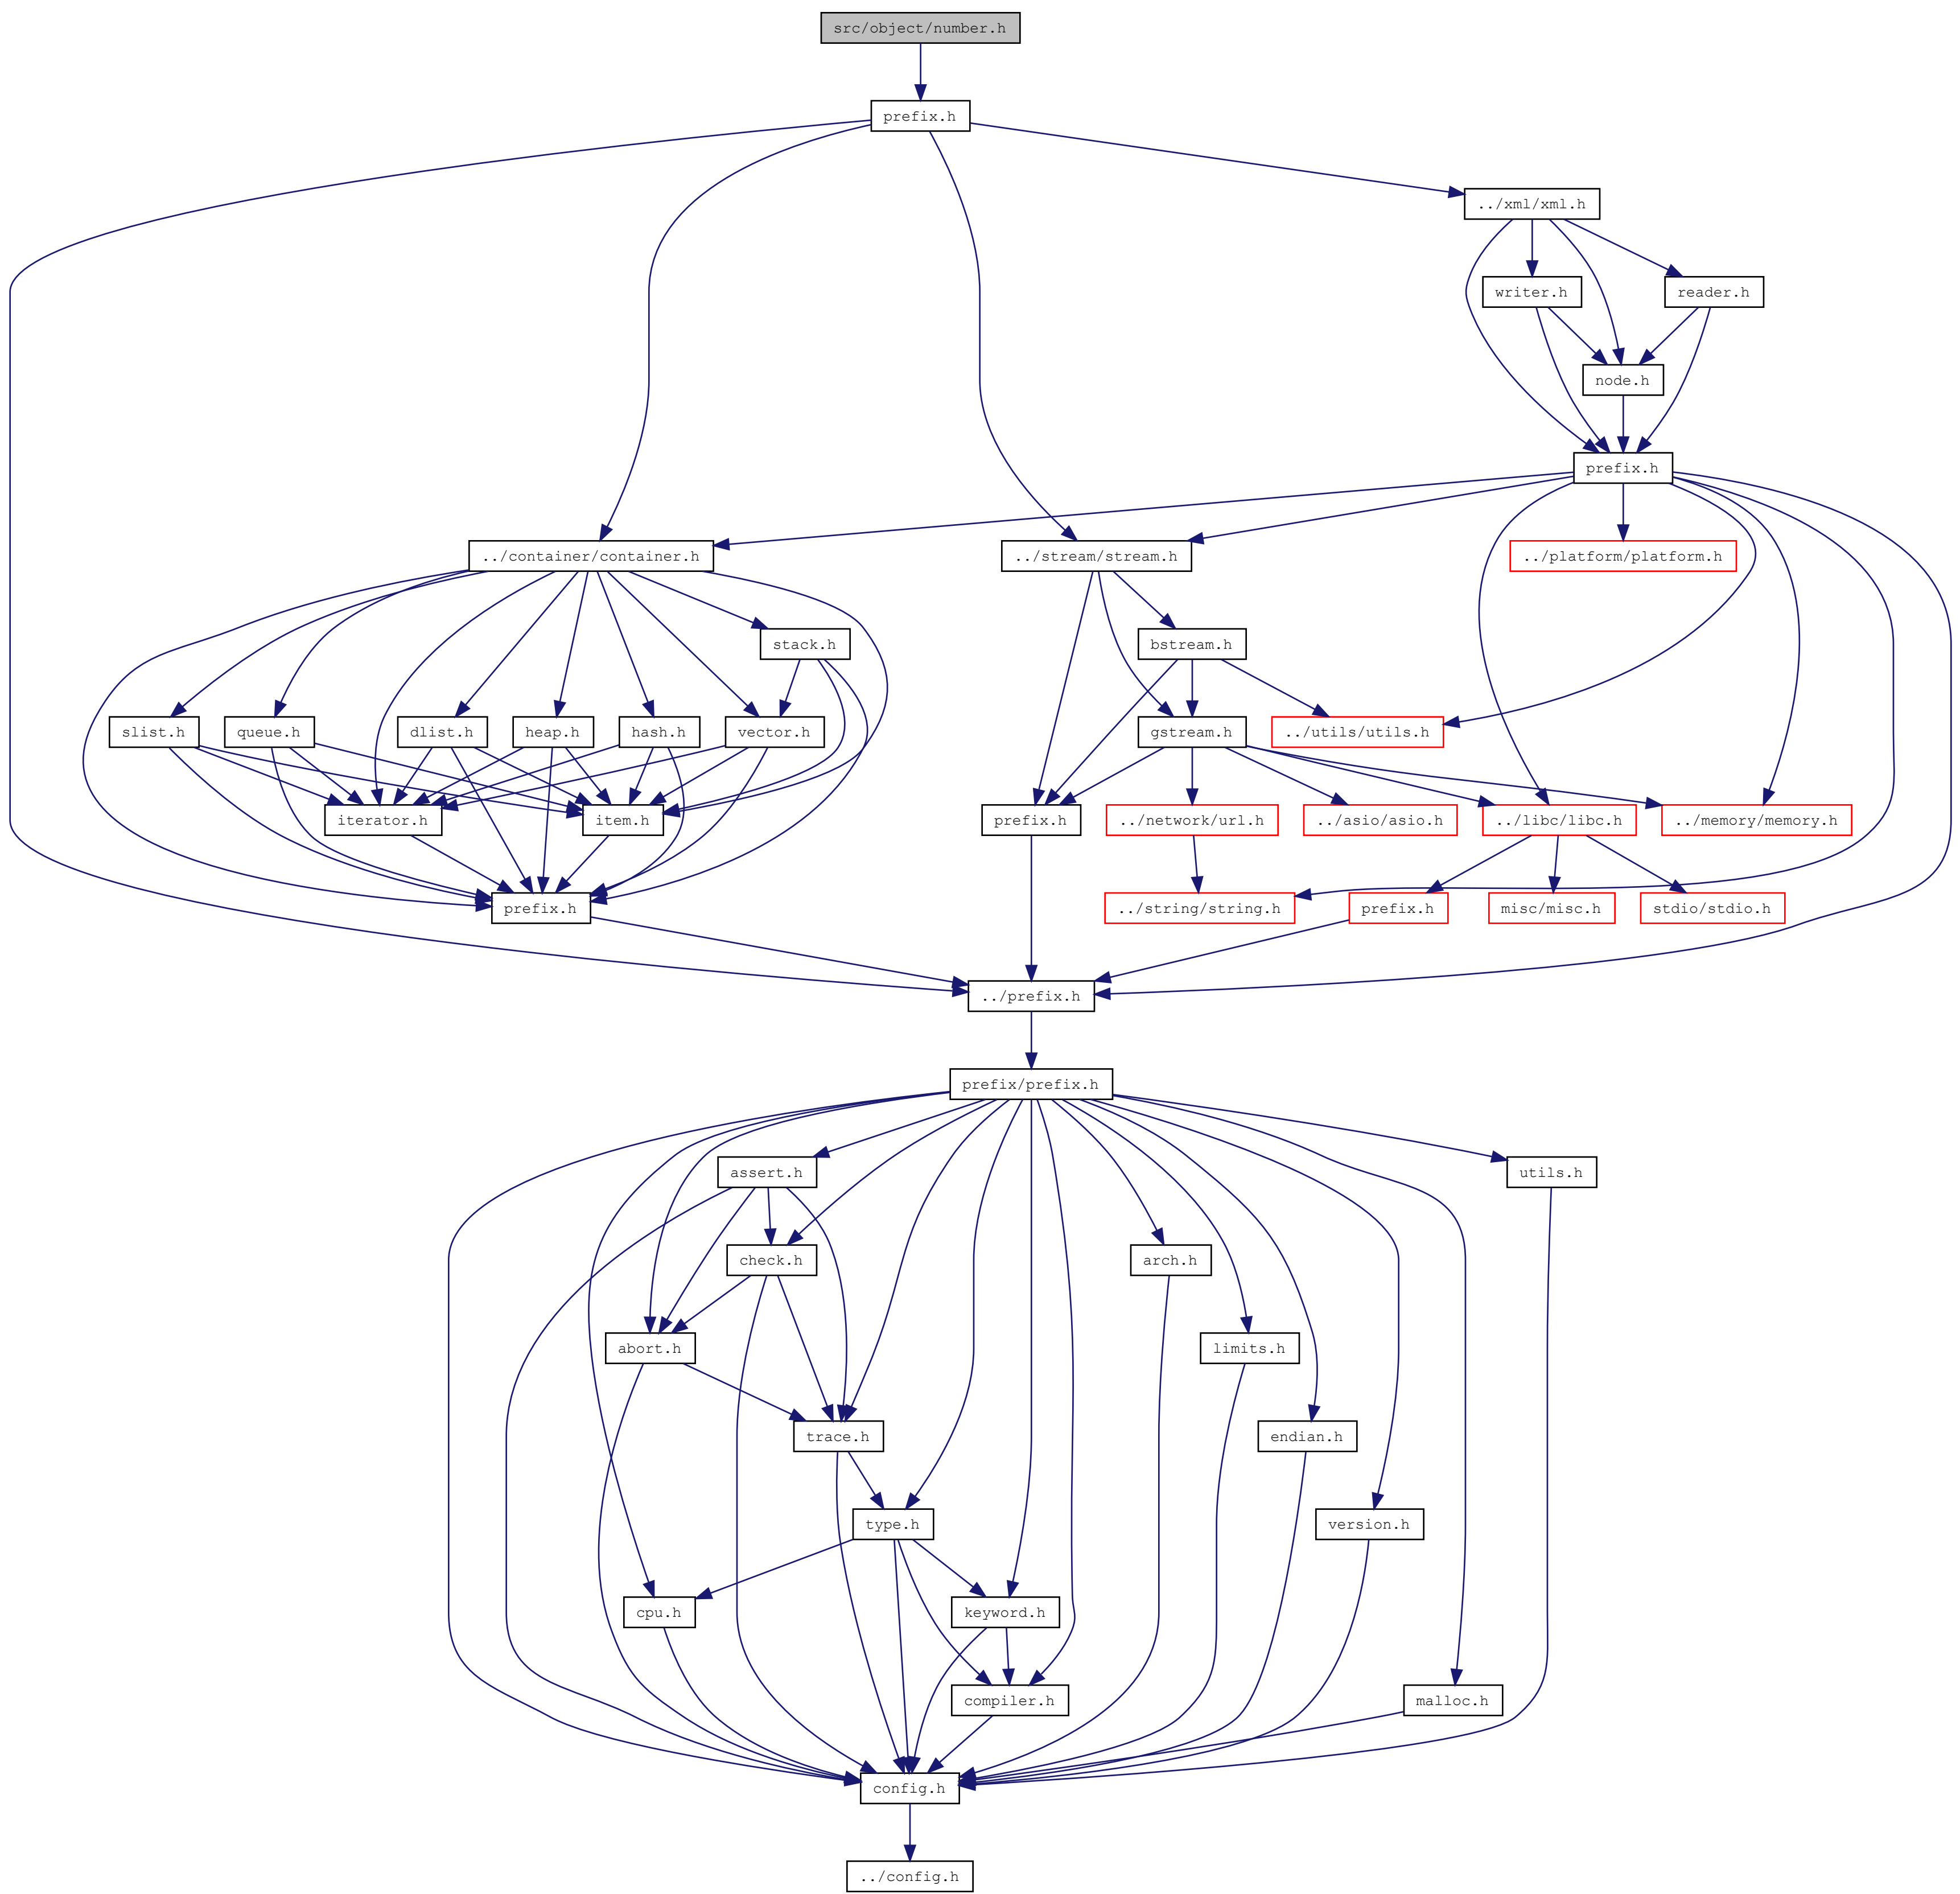 src/object/number.h
prefix.h
../xml/xml.h
writer.h
reader.h
node.h
prefix.h
../container/container.h
../stream/stream.h
../platform/platform.h
stack.h
bstream.h
slist.h
queue.h
dlist.h
heap.h
hash.h
vector.h
gstream.h
../utils/utils.h
iterator.h
item.h
prefix.h
../network/url.h
../asio/asio.h
../libc/libc.h
../memory/memory.h
prefix.h
../string/string.h
prefix.h
misc/misc.h
stdio/stdio.h
../prefix.h
prefix/prefix.h
assert.h
utils.h
check.h
arch.h
abort.h
limits.h
trace.h
endian.h
type.h
version.h
cpu.h
keyword.h
compiler.h
malloc.h
config.h
../config.h